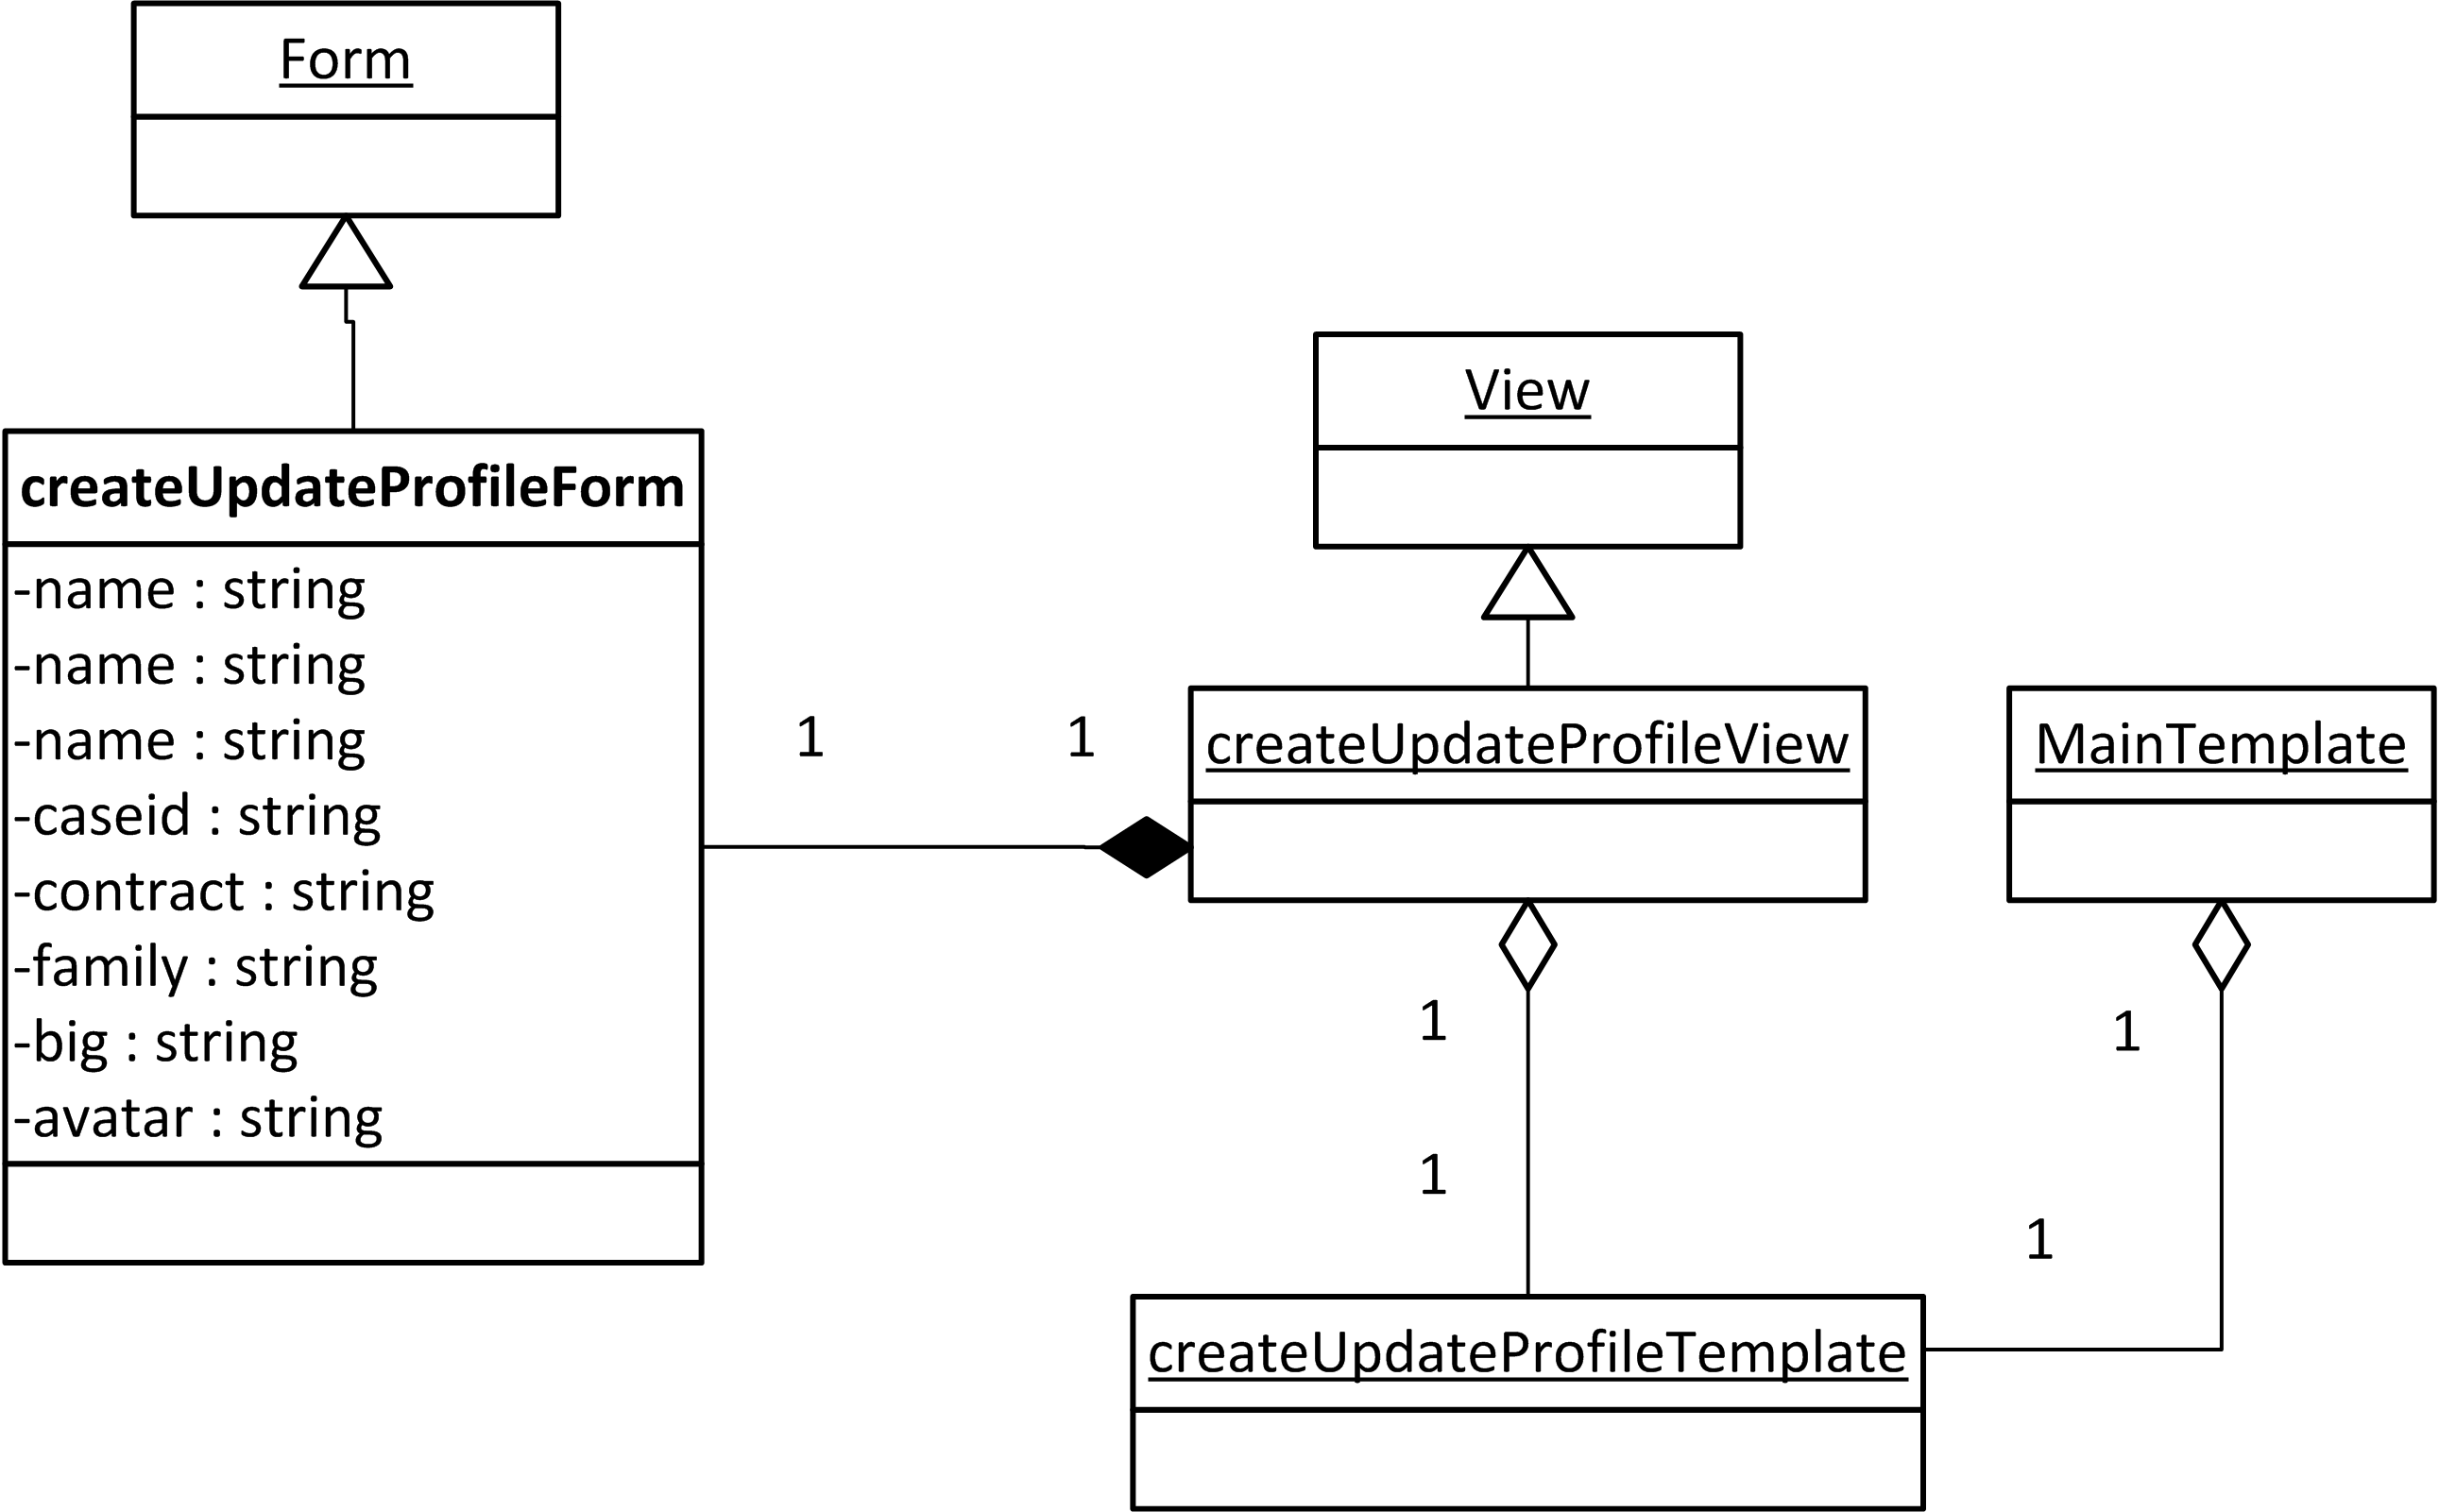 Form
createUpdateProfileForm
-name : string
-name : string
-name : string
-caseid : string
-contract : string
-family : string
-big : string
-avatar : string
1
1
View
createUpdateProfileView
MainTemplate
1
1
1
1
createUpdateProfileTemplate